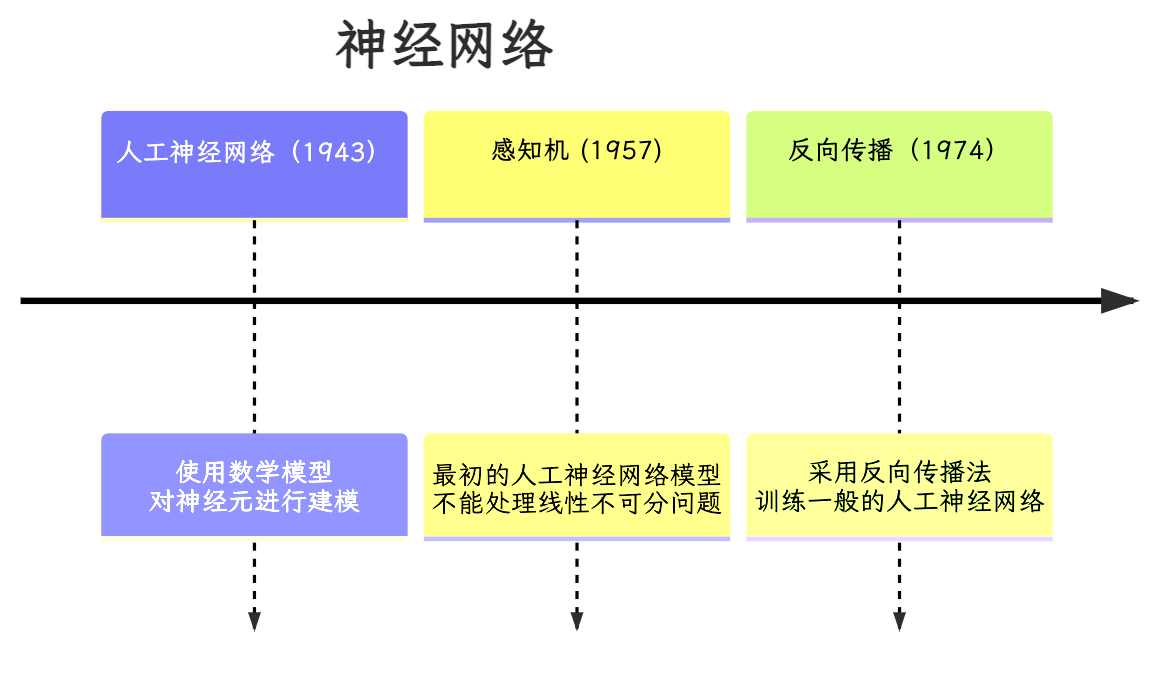 神经网络
人工神经网络（1943）
感知机 (1957)
反向传播（1974）
使用数学模型
对神经元进行建模
最初的人工神经网络模型
不能处理线性不可分问题
采用反向传播法
训练一般的人工神经网络